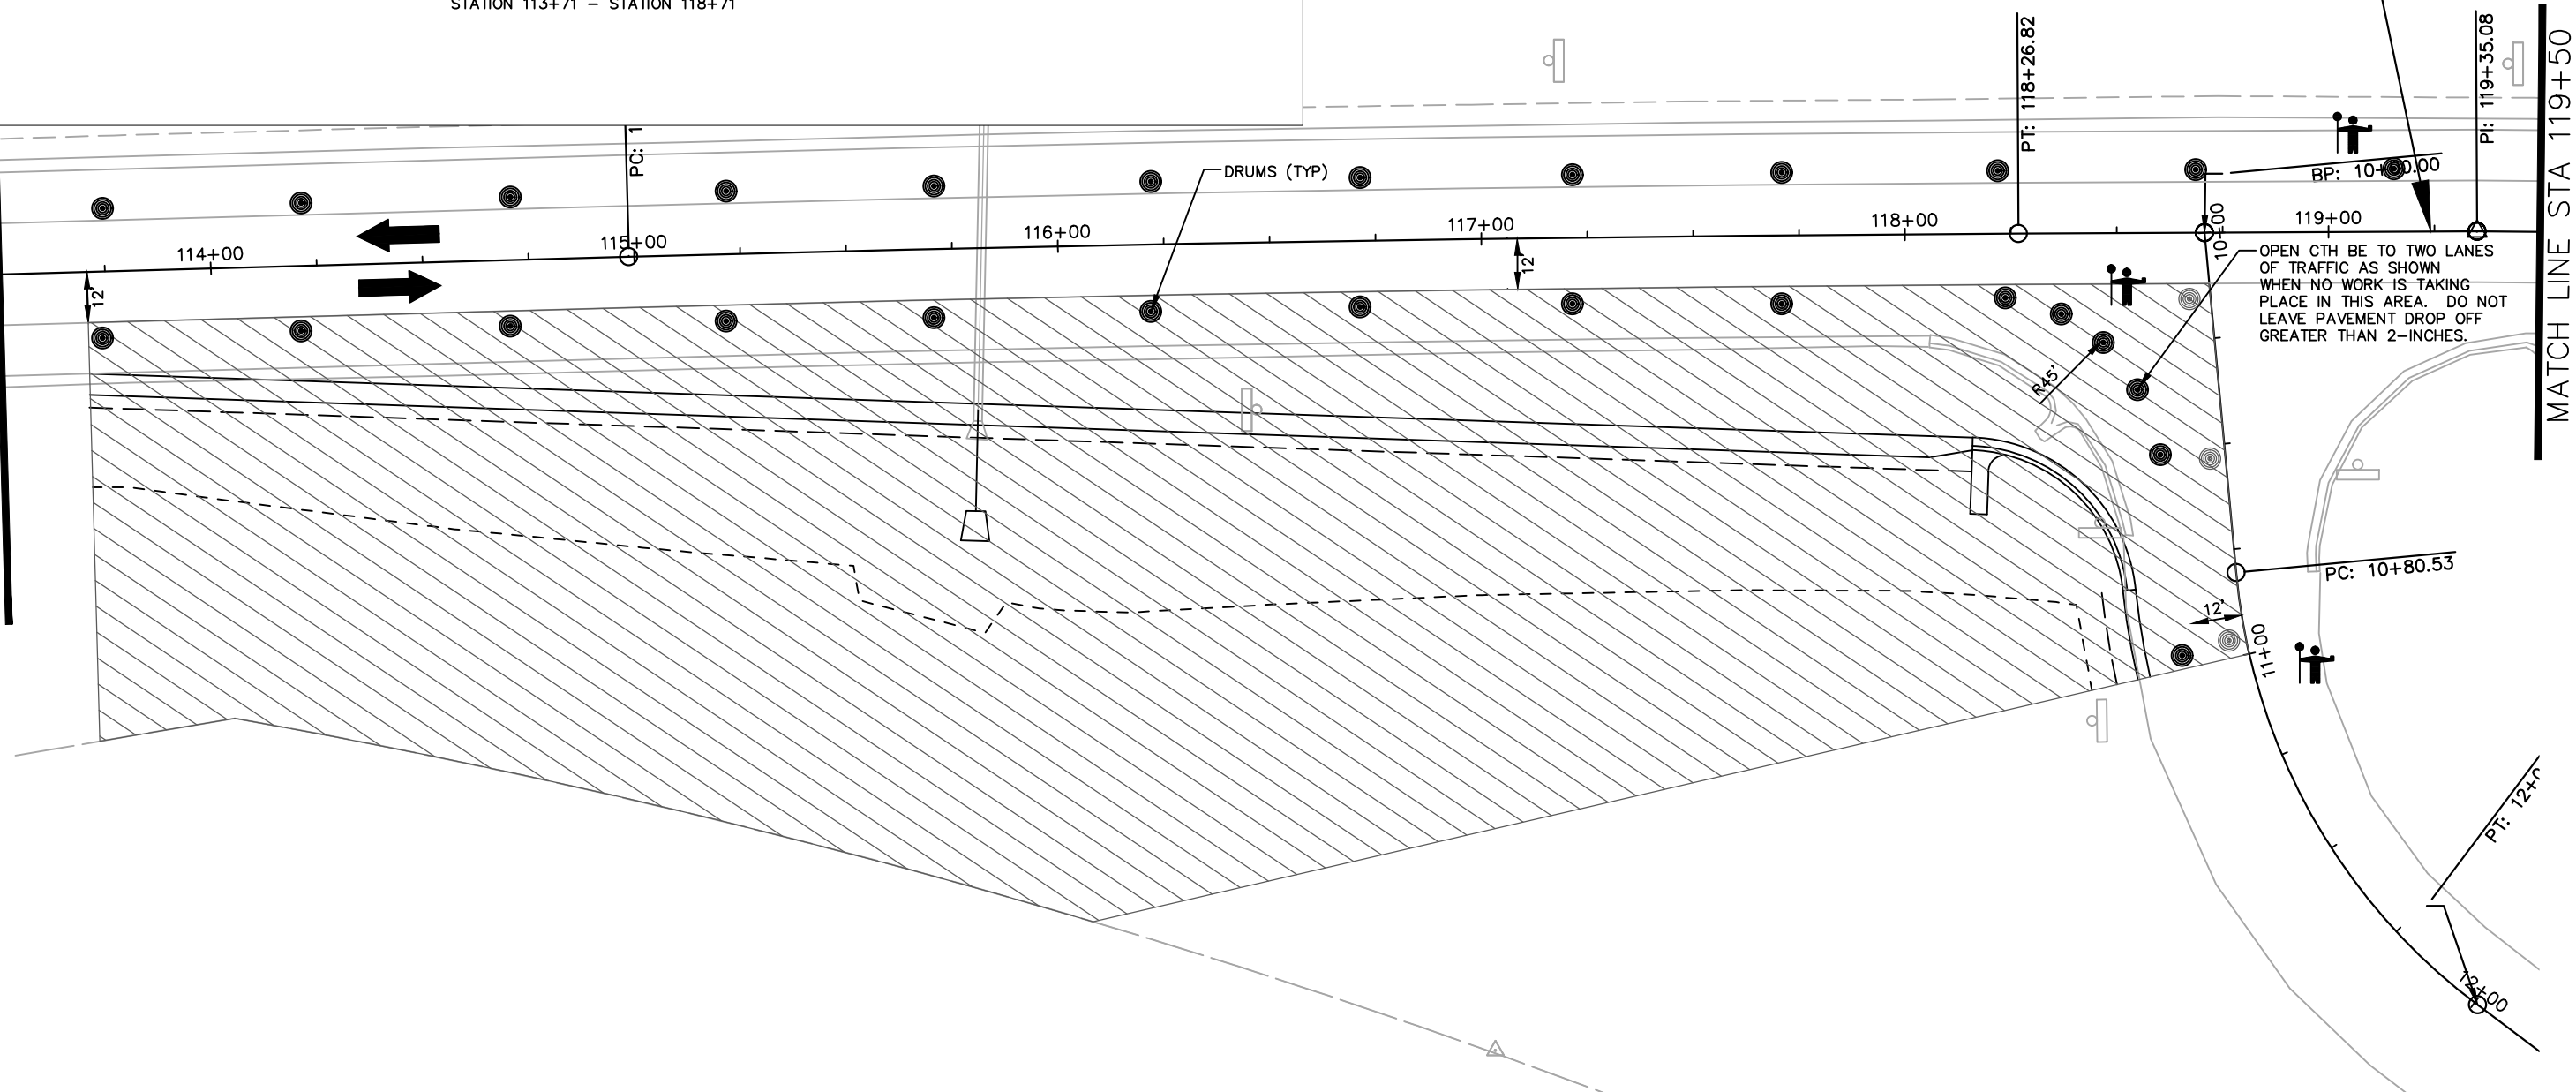 STATION 113+71 – STATION 118+71
PC: 1
DRUMS (TYP)
PT: 118+26.82
PI: 119+35.08
MATCH LINE STA 119+50
BP: 10+00.00
114+00
115+00
116+00
117+00
118+00
119+00
10+00
12'
12'
OPEN CTH BE TO TWO LANES
OF TRAFFIC AS SHOWN
WHEN NO WORK IS TAKING
PLACE IN THIS AREA. DO NOT
LEAVE PAVEMENT DROP OFF
GREATER THAN 2–INCHES.
R45'
PC: 10+80.53
12'
11+00
PT: 12+0
12+00